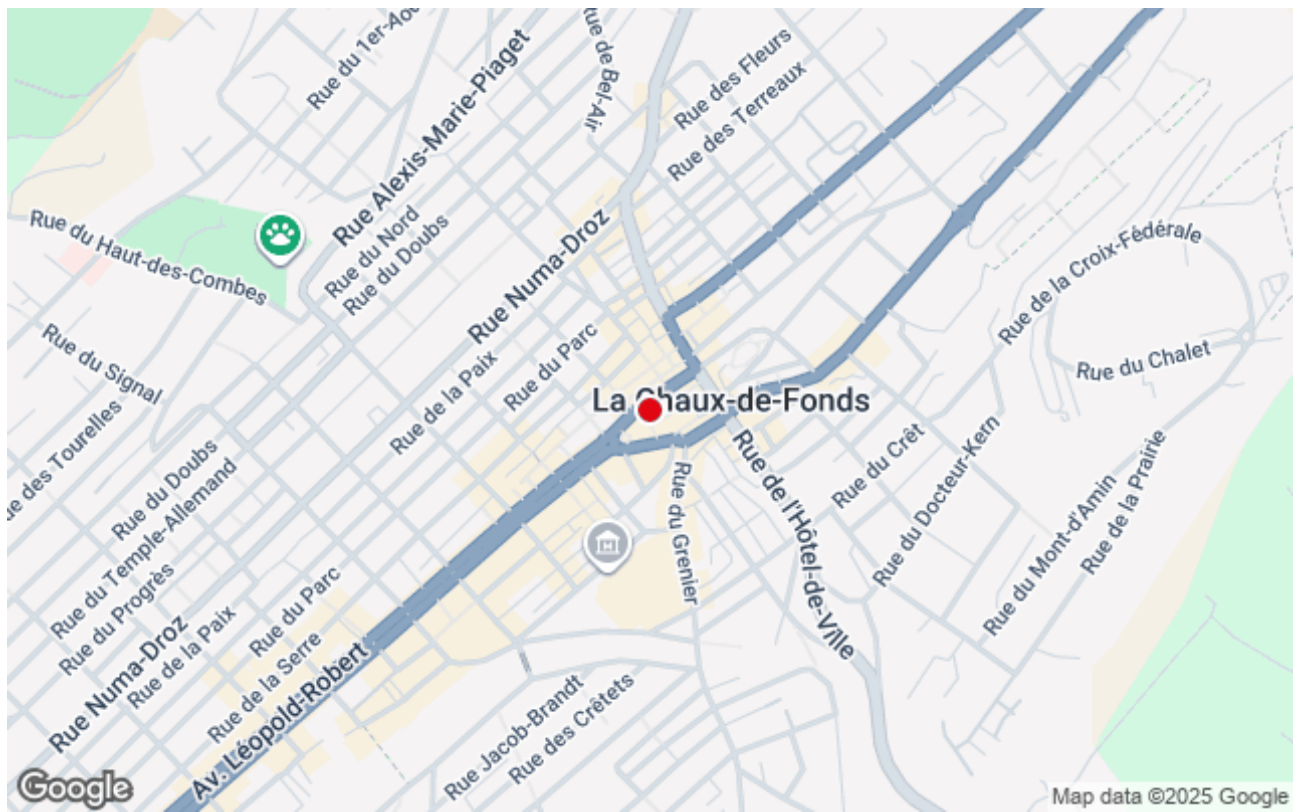 Rue du 1er-Aoû
Rue Alexis-Marie-Piaget
Rue de Bel-Air
Rue des Fleurs
Rue des Terreaux
Rue du Haut-des-Combes
Rue du Nord
Rue du Doubs
Rue Numa-Droz
Rue de la Croix-Fédérale
Rue du Signal
Rue du Parc
Rue de la Paix
Rue du Chalet
La Chaux-de-Fonds
Rue des Tourelles
Rue du Doubs
Rue du Temple-Allemand
Rue du Progrès
Rue Numa-Droz
Rue de la Paix
Rue du Parc
Rue de la Serre
Av. Léopold-Robert
Rue du Grenier
Rue de l'Hôtel-de-Ville
Rue du Crêt
Rue du Docteur-Kern
Rue du Mont-d'Amin
Rue de la Prairie
Rue Jacob-Brandt
Rue des Crêtets
Google
Map data ©2025 Google